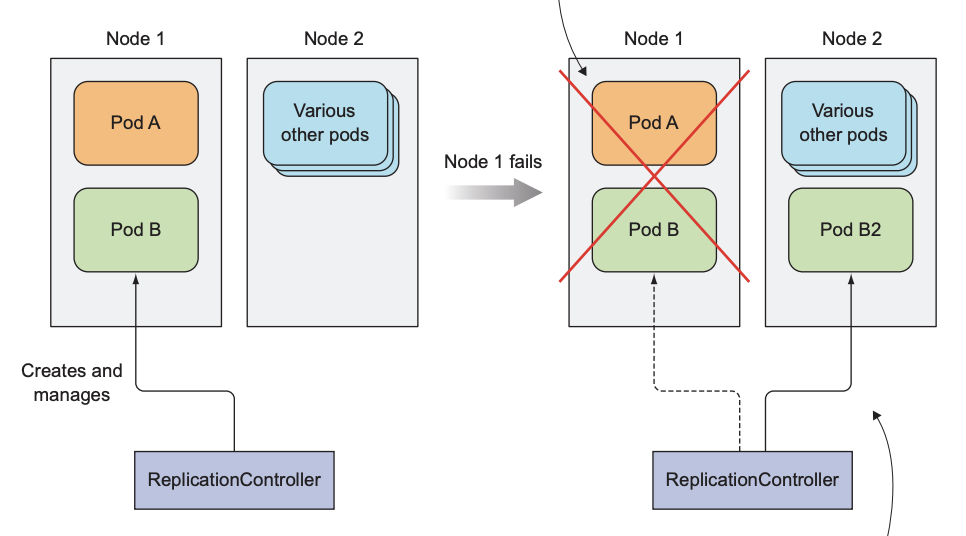 Node 1
Node 2
Pod A
Various
other pods
Pod B
Creates and
manages
ReplicationController
Node 1 fails
Node 1
Node 2
Pod A
Various
other pods
Pod B
Pod B2
ReplicationController